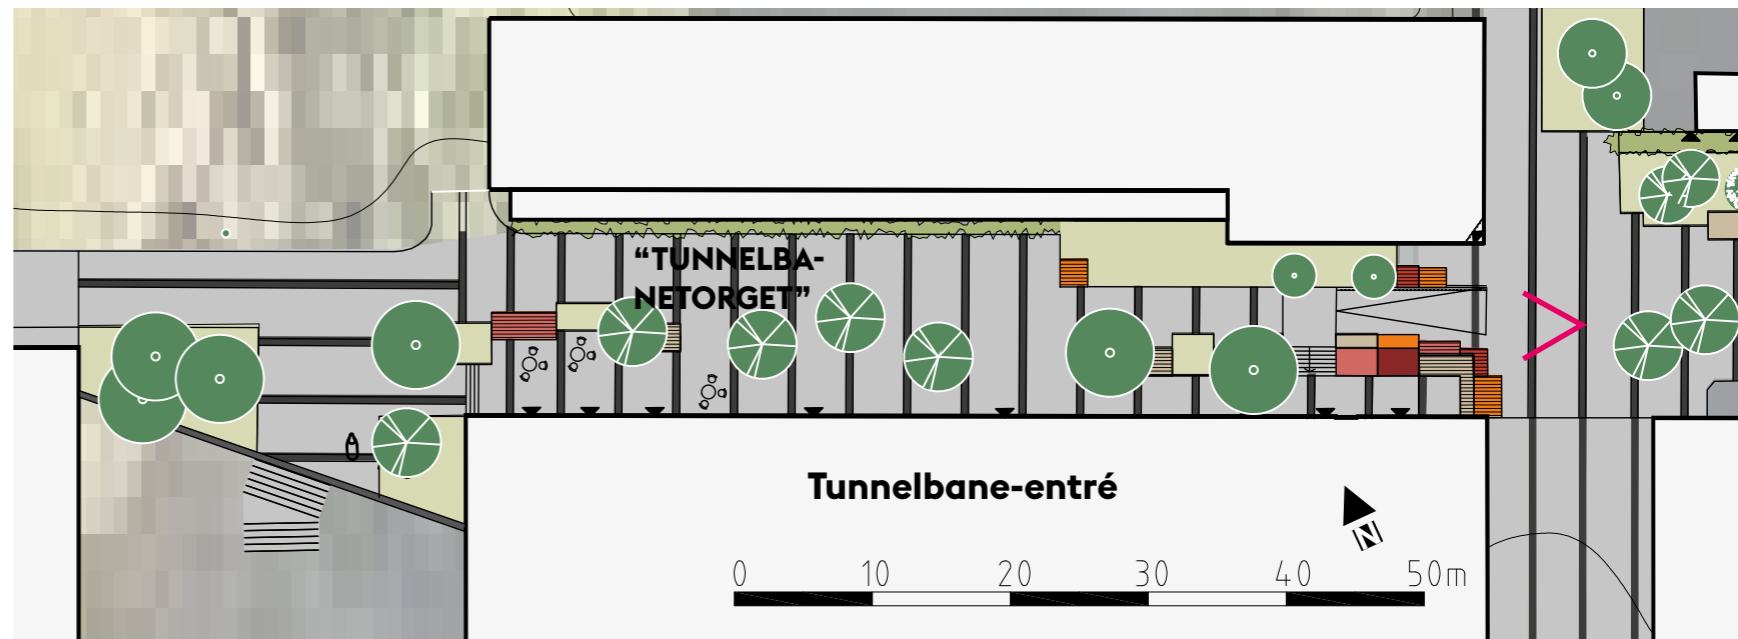 “TUNNELBA-
NETORGET”
Tunnelbane-entré
N
0 10 20 30 40 50m